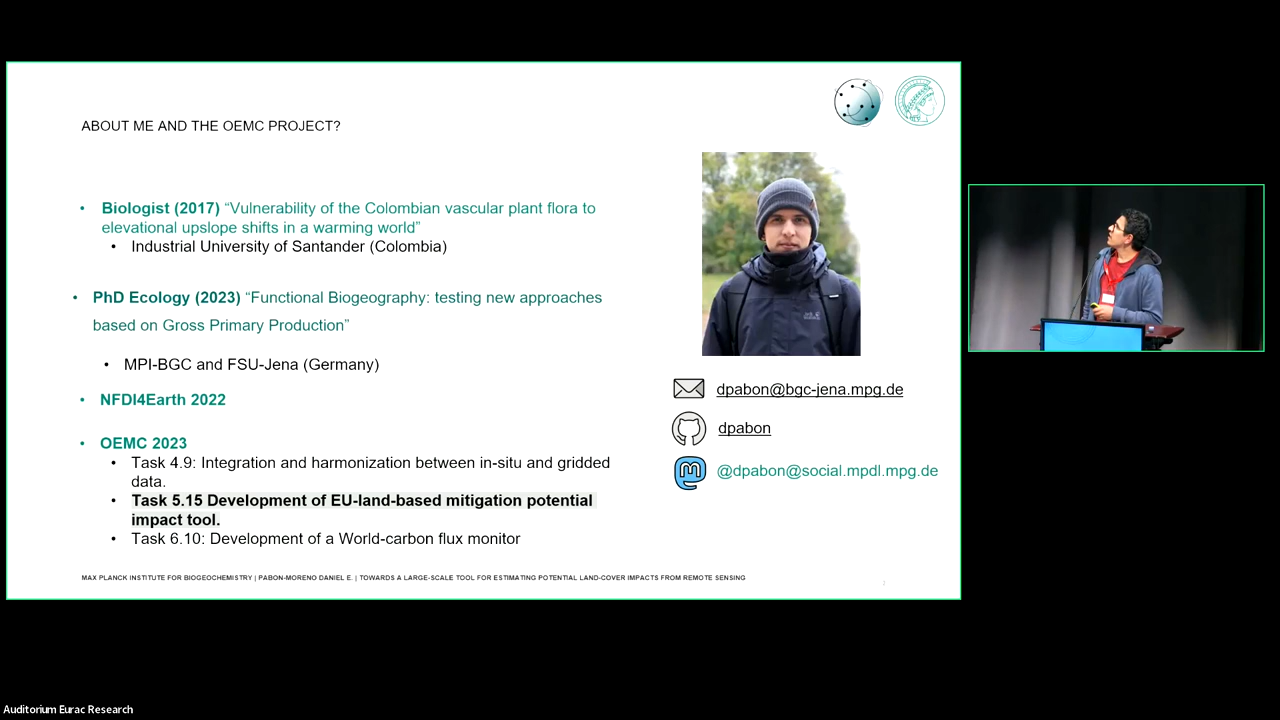 ABOUT ME AND THE OEMC PROJECT?
• Biologist (2017) “Vulnerability of the Colombian vascular plant flora to
elevational upslope shifts in a warming world”
• Industrial University of Santander (Colombia)
• PhD Ecology (2023) “Functional Biogeography: testing new approaches
based on Gross Primary Production”
• MPI-BGC and FSU-Jena (Germany)
• NFDI4Earth 2022
• OEMC 2023
• Task 4.9: Integration and harmonization between in-situ and gridded
data.
• Task 5.15 Development of EU-land-based mitigation potential
impact tool.
• Task 6.10: Development of a World-carbon flux monitor
dpabon@bgc-jena.mpg.de
dpabon
@dpabon@social.mpdl.mpg.de
MAX PLANCK INSTITUTE FOR BIOGEOCHEMISTRY | PABON-MORENO DANIEL E. | TOWARDS A LARGE-SCALE TOOL FOR ESTIMATING POTENTIAL LAND-COVER IMPACTS FROM REMOTE SENSING
2
Auditorium Eurac Research